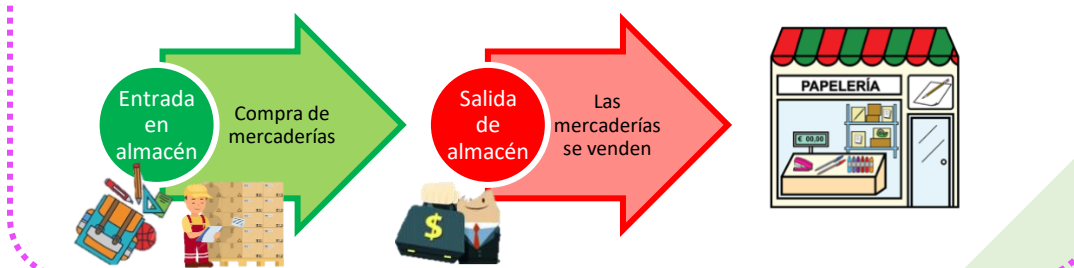 Entrada
en
almacén
Compra de
mercaderías
Salida
de
almacén
Las
mercaderías
se venden
PAPELERÍA
€ 00,00
$